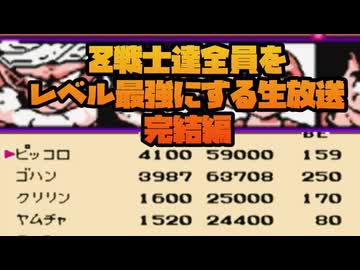 Z戦士達全員を
レベル最強にする生放送
完結編
BE
▶ピッコロ 4100 59000 159
ゴハン 3987 63708 250
クリリン 1600 25000 170
ヤムチャ 1520 24400 80